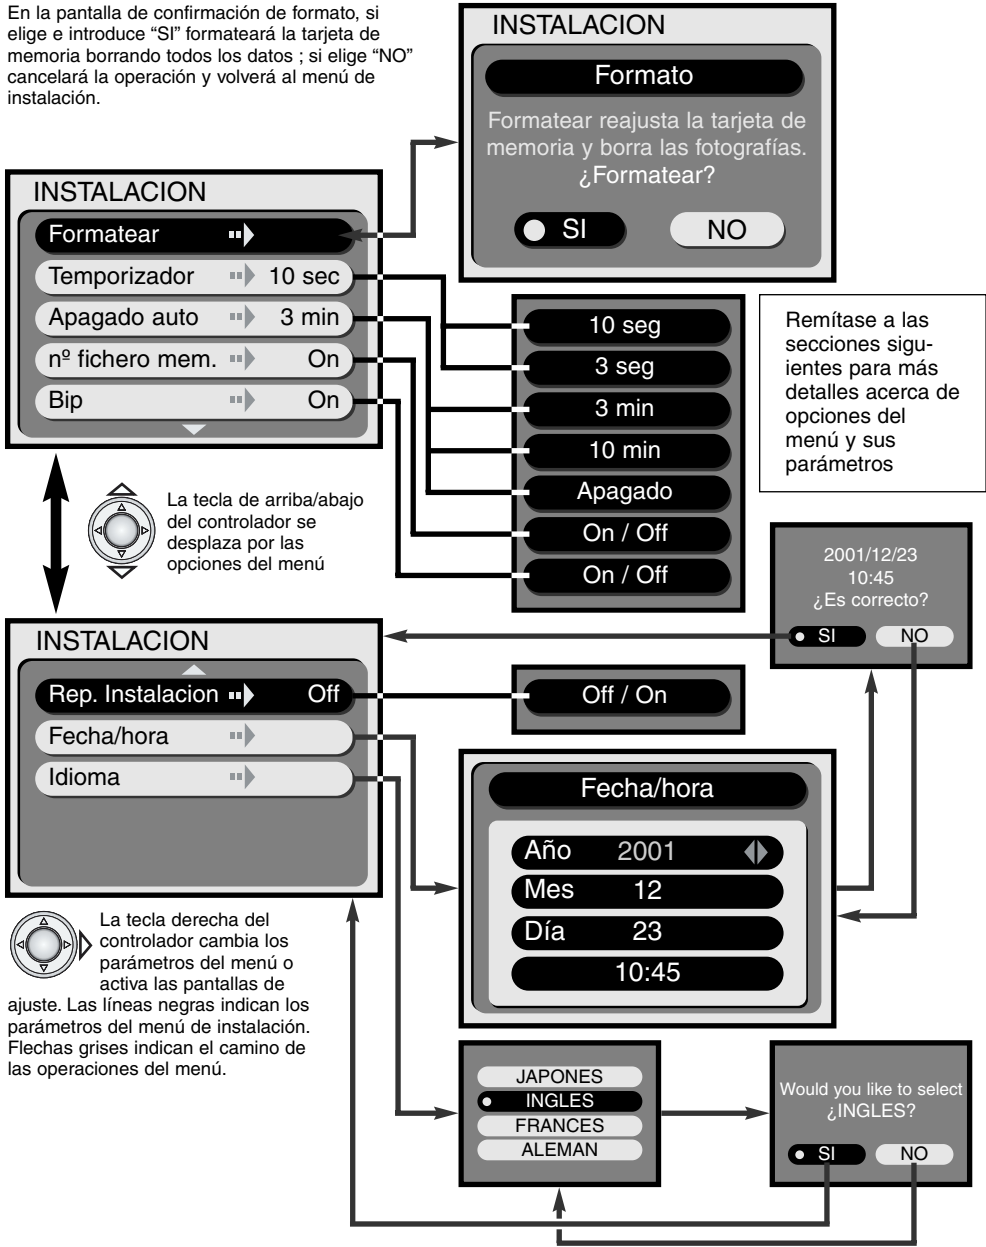 En la pantalla de confirmación de formato, si
elige e introduce “SI” formateará la tarjeta de
memoria borrando todos los datos ; si elige “NO”
cancelará la operación y volverá al menú de
instalación.
INSTALACION
Formato
Formatear reajusta la tarjeta de
memoria y borra las fotografías.
¿Formatear?
SI
NO
INSTALACION
Formatear
Temporizador 10 sec
Apagado auto 3 min
nº fichero mem. On
Bip On
10 seg
3 seg
3 min
10 min
Apagado
On / Off
On / Off
Remítase a las
secciones sigu-
ientes para más
detalles acerca de
opciones del
menú y sus
parámetros
La tecla de arriba/abajo
del controlador se
desplaza por las
opciones del menú
2001/12/23
10:45
¿Es correcto?
SI
NO
INSTALACION
Rep. Instalacion Off
Fecha/hora
Idioma
Off / On
Fecha/hora
Año 2001
Mes 12
Día 23
10:45
La tecla derecha del
controlador cambia los
parámetros del menú o
activa las pantallas de
ajuste. Las líneas negras indican los
parámetros del menú de instalación.
Flechas grises indican el camino de
las operaciones del menú.
JAPONES
INGLES
FRANCES
ALEMAN
Would you like to select
¿INGLES?
SI
NO